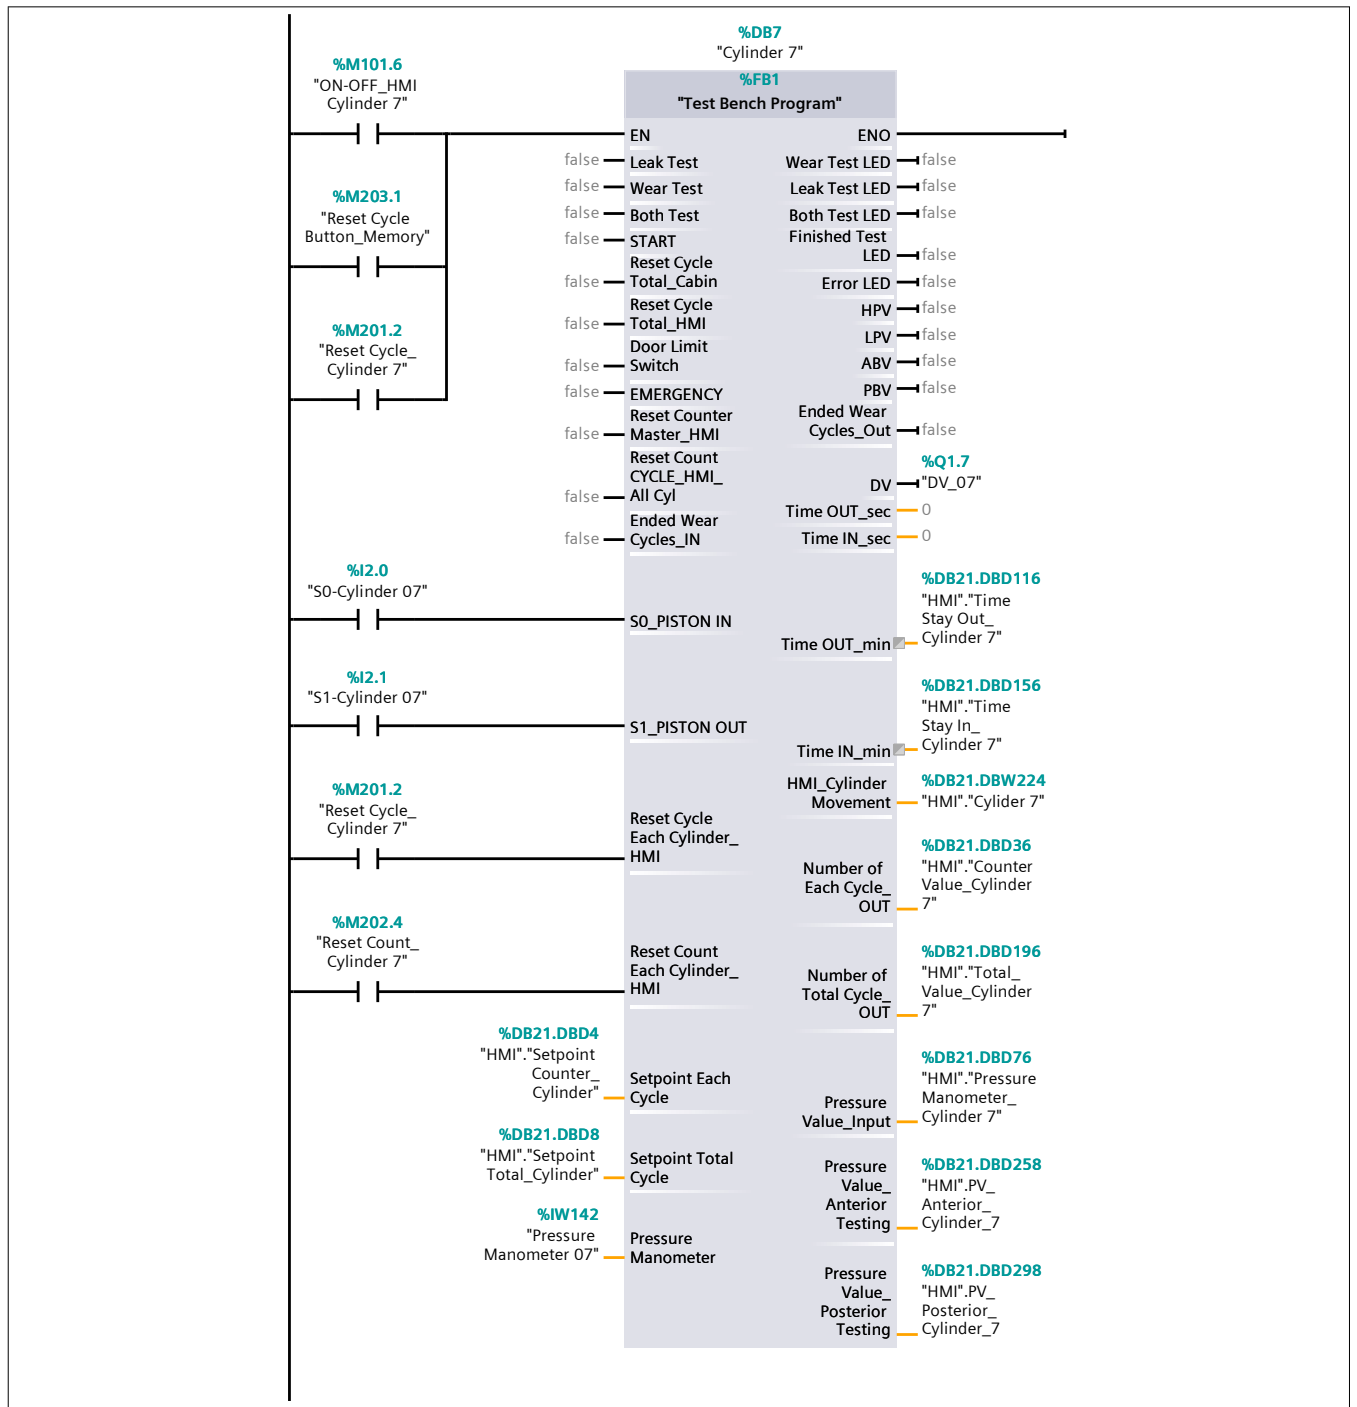 %DB7
"Cylinder 7"
%FB1
"Test Bench Program"
%M101.6
"ON-OFF_HMI
Cylinder 7"
%M203.1
"Reset Cycle
Button_Memory"
%M201.2
"Reset Cycle_
Cylinder 7"
EN
false
Leak Test
false
Wear Test
false
Both Test
false
START
Reset Cycle
false
Total_Cabin
Reset Cycle
false
Total_HMI
Door Limit
false
Switch
false
EMERGENCY
Reset Counter
false
Master_HMI
Reset Count
CYCLE_HMI_
false
All Cyl
Ended Wear
false
Cycles_IN
%I2.0
"S0-Cylinder 07"
S0_PISTON IN
%I2.1
"S1-Cylinder 07"
S1_PISTON OUT
%M201.2
"Reset Cycle_
Cylinder 7"
Reset Cycle
Each Cylinder_
HMI
%M202.4
"Reset Count_
Cylinder 7"
Reset Count
Each Cylinder_
HMI
%DB21.DBD4
"HMI"."Setpoint
Counter_
Cylinder"
Setpoint Each
Cycle
%DB21.DBD8
"HMI"."Setpoint
Total_Cylinder"
Setpoint Total
Cycle
%IW142
"Pressure
Manometer 07"
Pressure
Manometer
ENO
Wear Test LED
false
Leak Test LED
false
Both Test LED
false
Finished Test
LED
false
Error LED
false
HPV
false
LPV
false
ABV
false
PBV
false
Ended Wear
Cycles_Out
false
DV
%Q1.7
"DV_07"
Time OUT_sec
0
Time IN_sec
0
Time OUT_min
%DB21.DBD116
"HMI"."Time
Stay Out_
Cylinder 7"
Time IN_min
%DB21.DBD156
"HMI"."Time
Stay In_
Cylinder 7"
HMI_Cylinder
Movement
%DB21.DBW224
"HMI"."Cylider 7"
Number of
Each Cycle_
OUT
%DB21.DBD36
"HMI"."Counter
Value_Cylinder
7"
Number of
Total Cycle_
OUT
%DB21.DBD196
"HMI"."Total_
Value_Cylinder
7"
Pressure
Value_Input
%DB21.DBD76
"HMI"."Pressure
Manometer_
Cylinder 7"
Pressure
Value_
Anterior
Testing
%DB21.DBD258
"HMI".PV_
Anterior_
Cylinder_7
Pressure
Value_
Posterior
Testing
%DB21.DBD298
"HMI".PV_
Posterior_
Cylinder_7